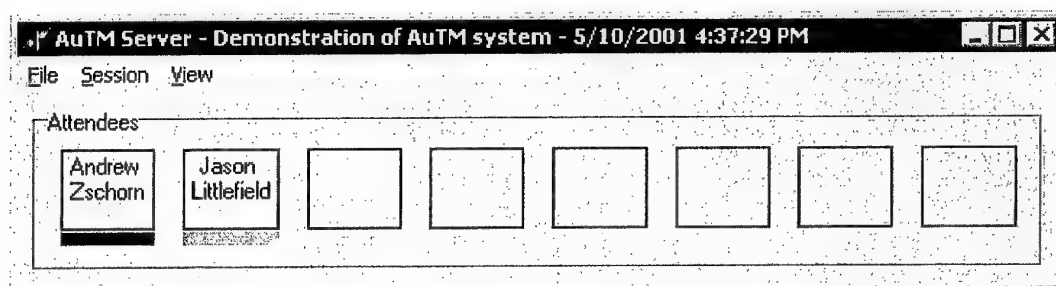 AuTM Server - Demonstration of AuTM system - 5/10/2001 4:37:29 PM
File Session View
Attendees
Andrew
Zschorn
Jason
Littlefield